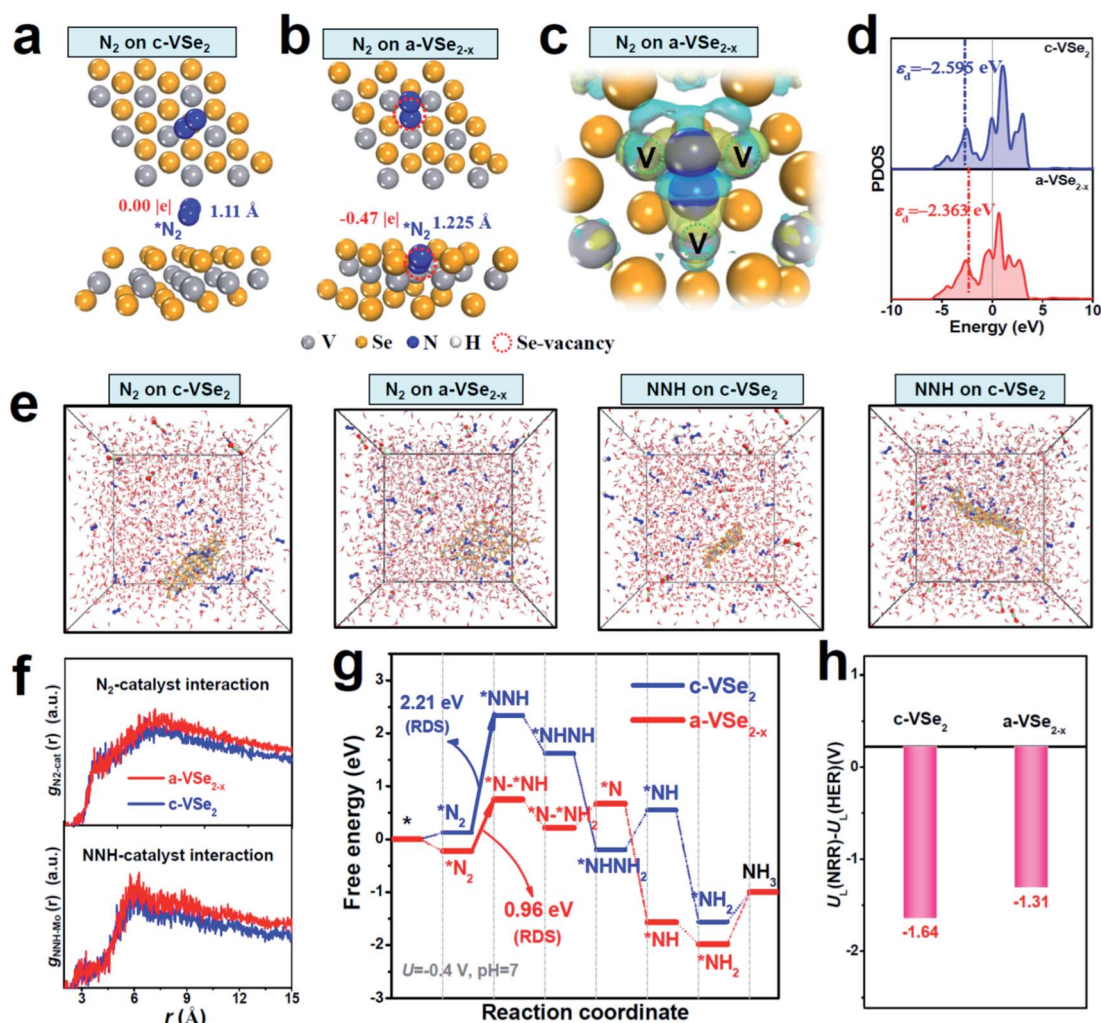 a
N2 on c-VSe2
0.00 |e|
1.11 Å
*N2
b
N2 on a-VSe2-x
-0.47 |e|
*N2 1.225 Å
V Se N H Se-vacancy
c
N2 on a-VSe2-x
V V
V
d
PDOS
c-VSe2
εd=−2.595 eV
a-VSe2-x
εd=−2.363 eV
-10 -5 0 5 10
Energy (eV)
e
N2 on c-VSe2
N2 on a-VSe2-x
NNH on c-VSe2
NNH on c-VSe2
f
gN2-cat(r) (a.u.)
N2-catalyst interaction
a-VSe2-x
c-VSe2
gNNH-Mo(r) (a.u.)
NNH-catalyst interaction
3 6 9 12 15
r (Å)
g
Free energy (eV)
3
2
1
0
-1
-2
-3
c-VSe2
a-VSe2-x
2.21 eV
(RDS)
*NNH
*NHNH
*N-*NH
*N-*NH2
*N
*NH
*
*N2
*N2
*NHNH2
0.96 eV
(RDS)
*NH
*NH2
*NH2
NH3
U=-0.4 V, pH=7
Reaction coordinate
h
UL(NRR)-UL(HER)(V)
1
0
-1
-2
c-VSe2
a-VSe2-x
-1.64
-1.31